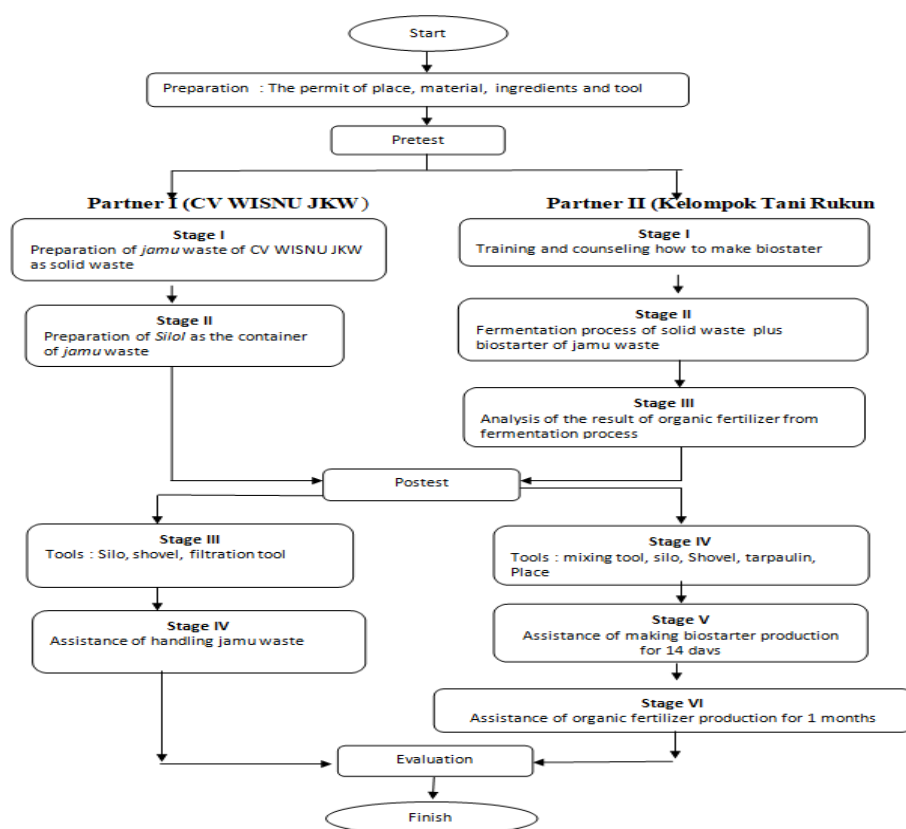 Start
Preparation : The permit of place, material, ingredients and tool
Pretest
Partner I (CV WISNU JKW)
Stage I
Preparation of jamu waste of CV WISNU JKW
as solid waste
Stage II
Preparation of Silol as the container
of jamu waste
Partner II (Kelompok Tani Rukun
Stage I
Training and counseling how to make biostater
Stage II
Fermentation process of solid waste plus
biostarter of jamu waste
Stage III
Analysis of the result of organic fertilizer from
fermentation process
Postest
Stage III
Tools : Silo, shovel, filtration tool
Stage IV
Assistance of handling jamu waste
Stage IV
Tools : mixing tool, silo, Shovel, tarpaulin,
Place
Stage V
Assistance of making biostarter production
for 14 days
Stage VI
Assistance of organic fertilizer production for 1 months
Evaluation
Finish